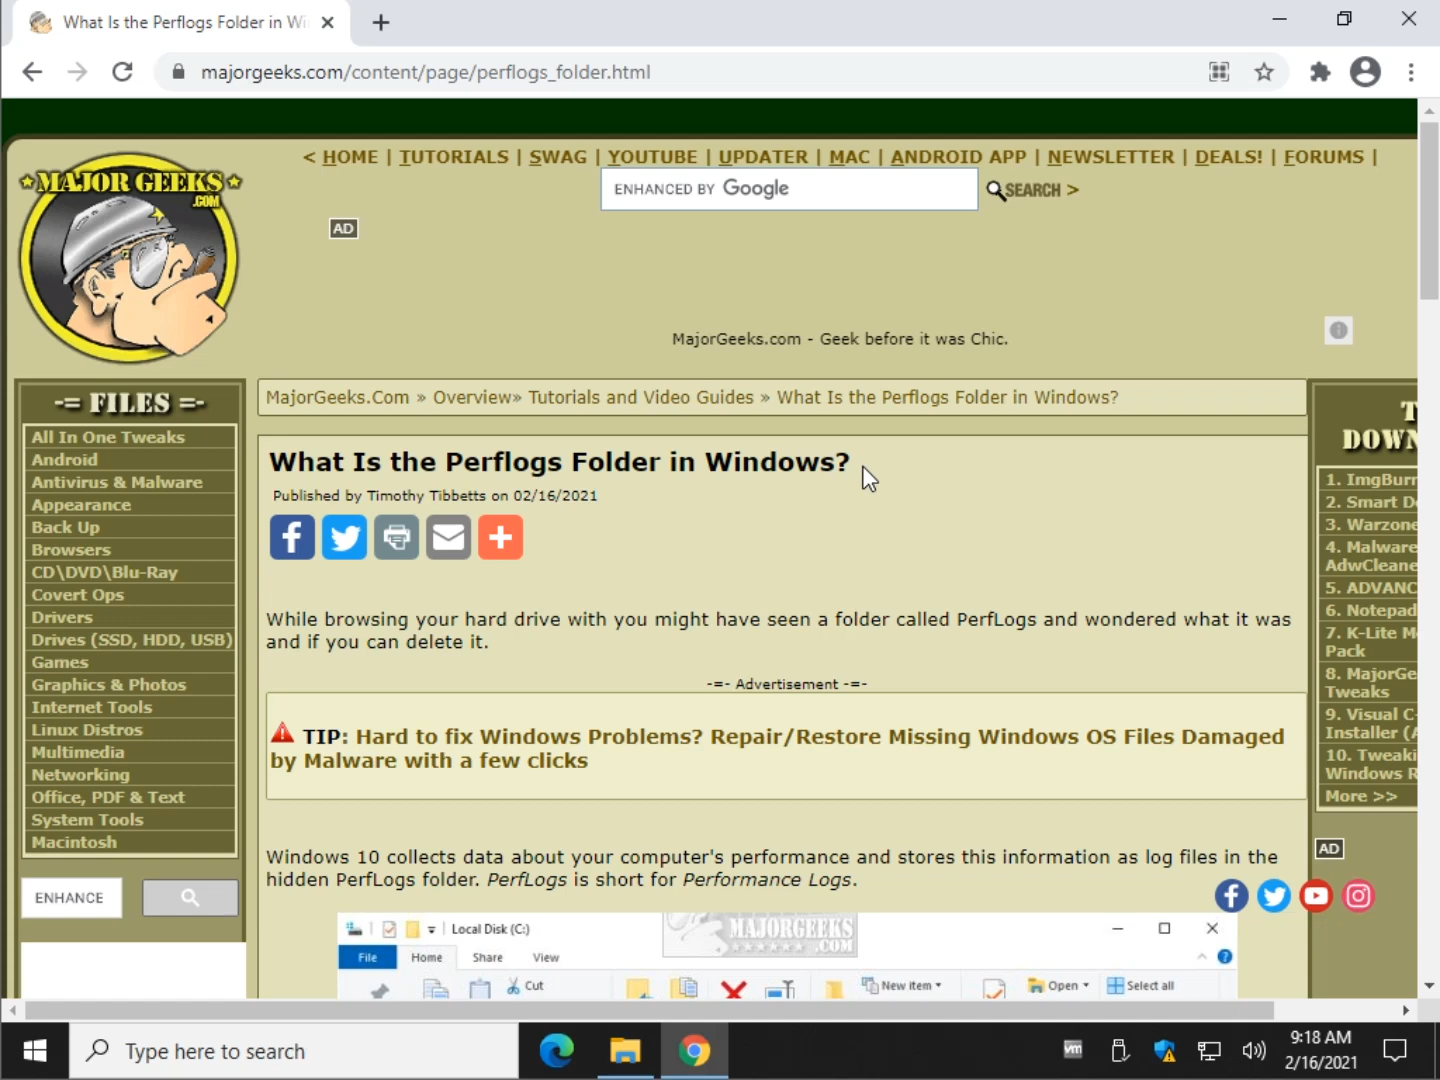 What Is the Perflogs Folder in Wi
majorgeeks.com/content/page/perflogs_folder.html
< HOME | TUTORIALS | SWAG | YOUTUBE | UPDATER | MAC | ANDROID APP | NEWSLETTER | DEALS! | FORUMS |
ENHANCED BY Google
SEARCH >
MAJOR GEEKS
.COM
AD
MajorGeeks.com - Geek before it was Chic.
-= FILES =-
All In One Tweaks
Android
Antivirus & Malware
Appearance
Back Up
Browsers
CD\DVD\Blu-Ray
Covert Ops
Drivers
Drives (SSD, HDD, USB)
Games
Graphics & Photos
Internet Tools
Linux Distros
Multimedia
Networking
Office, PDF & Text
System Tools
Macintosh
ENHANCE
MajorGeeks.Com » Overview» Tutorials and Video Guides » What Is the Perflogs Folder in Windows?
What Is the Perflogs Folder in Windows?
Published by Timothy Tibbetts on 02/16/2021
While browsing your hard drive with you might have seen a folder called PerfLogs and wondered what it was
and if you can delete it.
-=- Advertisement -=-
TIP: Hard to fix Windows Problems? Repair/Restore Missing Windows OS Files Damaged
by Malware with a few clicks
Windows 10 collects data about your computer's performance and stores this information as log files in the
hidden PerfLogs folder. PerfLogs is short for Performance Logs.
Local Disk (C:)
MAJORGEEKS
.COM
File Home Share View
Cut
New item
Open
Select all
T
DOWN
1. ImgBurr
2. Smart De
3. Warzone
4. Malware
AdwCleane
5. ADVANC
6. Notepad
7. K-Lite M
Pack
8. MajorGe
Tweaks
9. Visual C
Installer (A
10. Tweaki
Windows R
More >>
AD
Type here to search
vm
9:18 AM
2/16/2021